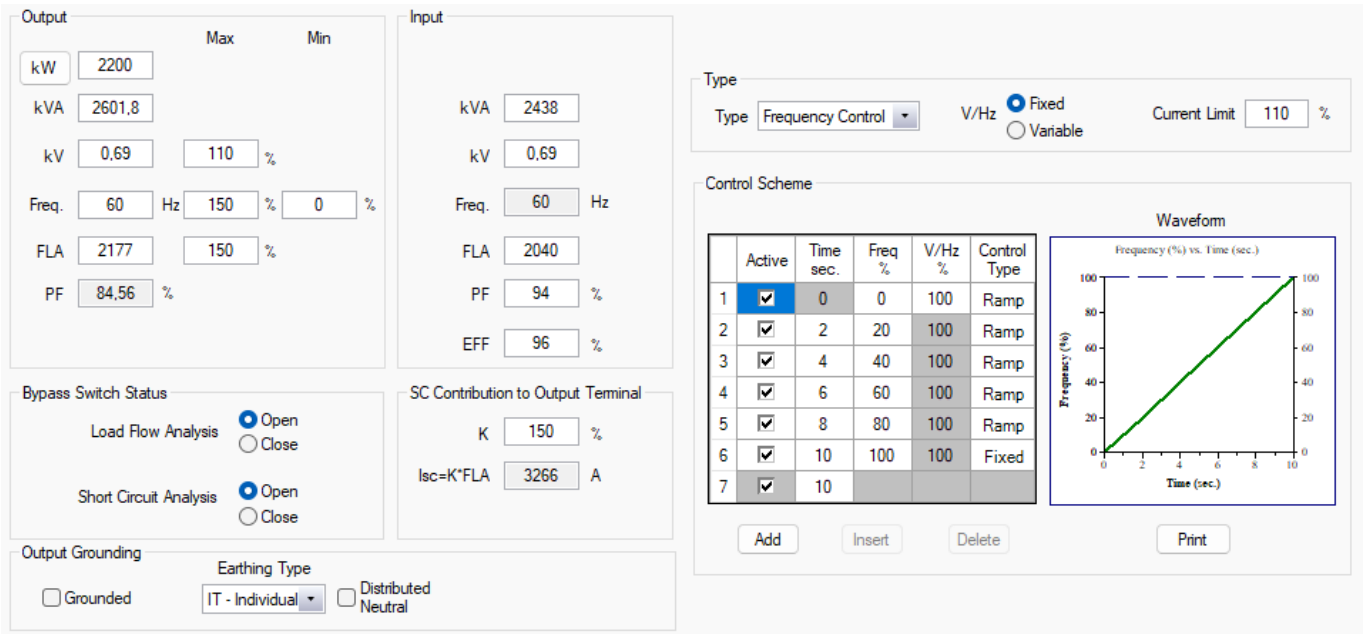 Output
Max Min
kW 2200
kVA 2601,8
kV 0,69 110 %
Freq. 60 Hz 150 % 0 %
FLA 2177 150 %
PF 84,56 %
Input
kVA 2438
kV 0,69
Freq. 60 Hz
FLA 2040
PF 94 %
EFF 96 %
Type
Type Frequency Control V/Hz Fixed Variable Current Limit 110 %
Bypass Switch Status
Load Flow Analysis Open
Close
Short Circuit Analysis Open
Close
SC Contribution to Output Terminal
K 150 %
Isc=K*FLA 3266 A
Output Grounding
Earthing Type
Grounded IT - Individual Distributed
Neutral
Control Scheme
Active Time sec. Freq % V/Hz % Control Type
1 0 0 100 Ramp
2 2 20 100 Ramp
3 4 40 100 Ramp
4 6 60 100 Ramp
5 8 80 100 Ramp
6 10 100 100 Fixed
7 10
Add Insert Delete
Waveform
Frequency (%) vs. Time (sec.)
100 100
80 80
60 60
40 40
20 20
0 0
Frequency (%)
0 2 4 6 8 10
Time (sec.)
Print